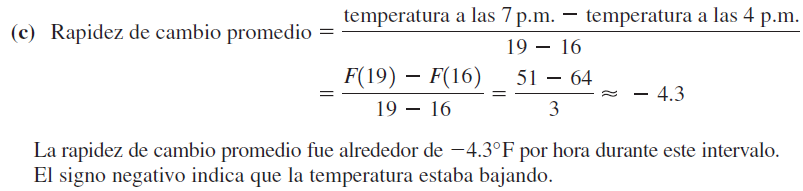 (c) Rapidez de cambio promedio = temperatura a las 7 p.m. − temperatura a las 4 p.m. / 19 − 16
= F(19) − F(16) / 19 − 16 = 51 − 64 / 3 ≈ − 4.3
La rapidez de cambio promedio fue alrededor de −4.3°F por hora durante este intervalo.
El signo negativo indica que la temperatura estaba bajando.